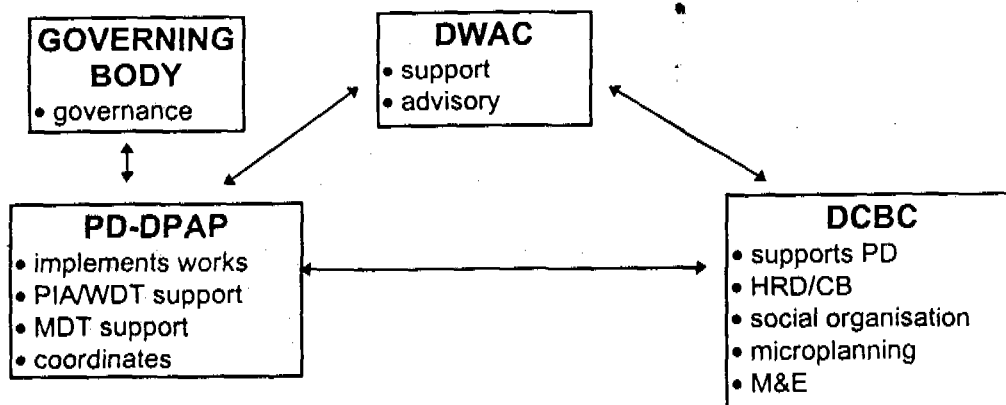 GOVERNING
BODY
• governance
DWAC
• support
• advisory
PD-DPAP
• implements works
• PIA/WDT support
• MDT support
• coordinates
DCBC
• supports PD
• HRD/CB
• social organisation
• microplanning
• M&E